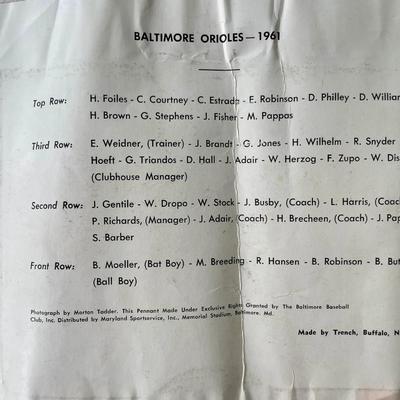 BALTIMORE ORIOLES — 1961
Top Row: H. Foiles - C. Courtney - C. Estrada - E. Robinson - D. Philley - D. William
H. Brown - G. Stephens - J. Fisher - M. Pappas
Third Row: E. Weidner, (Trainer) - J. Brandt - G. Jones - H. Wilhelm - R. Snyder
Hoeft - G. Triandos - D. Hall - J. Adair - W. Herzog - F. Zupo - W. Dis
(Clubhouse Manager)
Second Row: J. Gentile - W. Dropo - W. Stock - J. Busby, (Coach) - L. Harris, (Coac
P. Richards, (Manager) - J. Adair, (Coach) - H. Brecheen, (Coach) - J. Pap
S. Barber
Front Row: B. Moeller, (Bat Boy) - M. Breeding - R. Hansen - B. Robinson - B. But
(Ball Boy)
Photograph by Morton Tadder. This Pennant Made Under Exclusive Rights Granted by The Baltimore Baseball
Club, Inc. Distributed by Maryland Sportservice, Inc., Memorial Stadium, Baltimore, Md.
Made by Trench, Buffalo, N